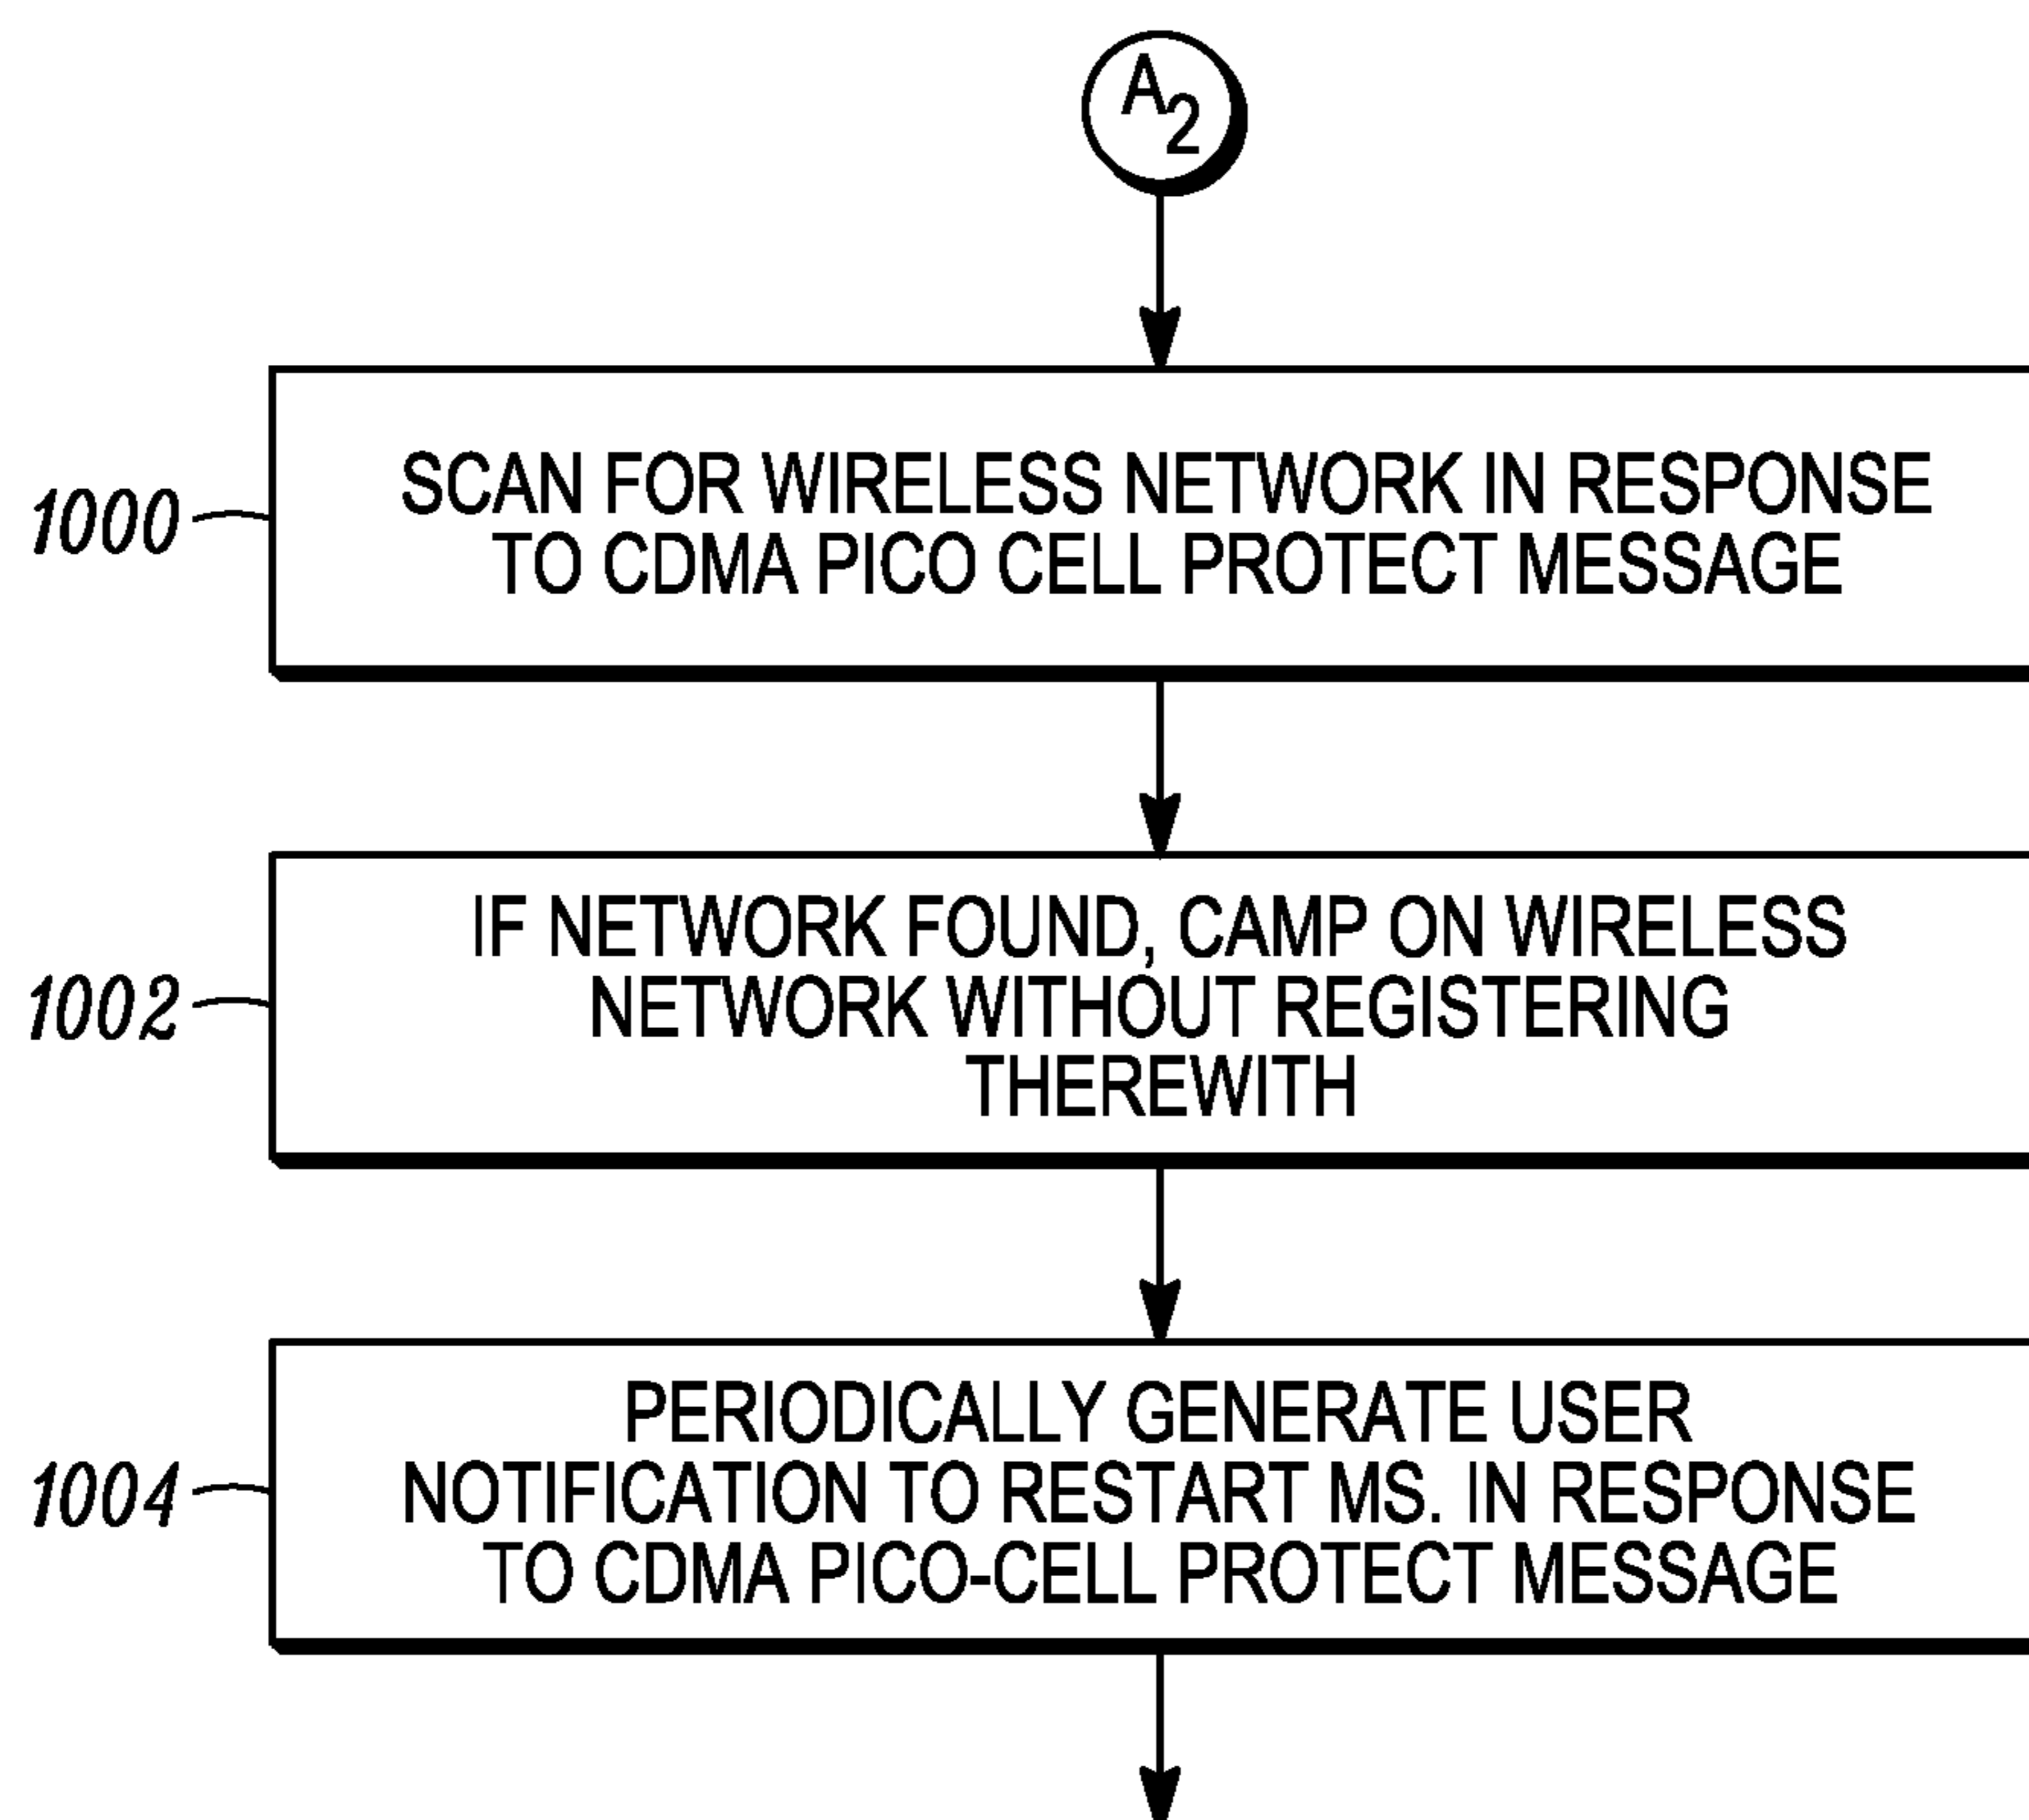 A2
1000
SCAN FOR WIRELESS NETWORK IN RESPONSE
TO CDMA PICO CELL PROTECT MESSAGE
1002
IF NETWORK FOUND, CAMP ON WIRELESS
NETWORK WITHOUT REGISTERING
THEREWITH
1004
PERIODICALLY GENERATE USER
NOTIFICATION TO RESTART MS. IN RESPONSE
TO CDMA PICO-CELL PROTECT MESSAGE